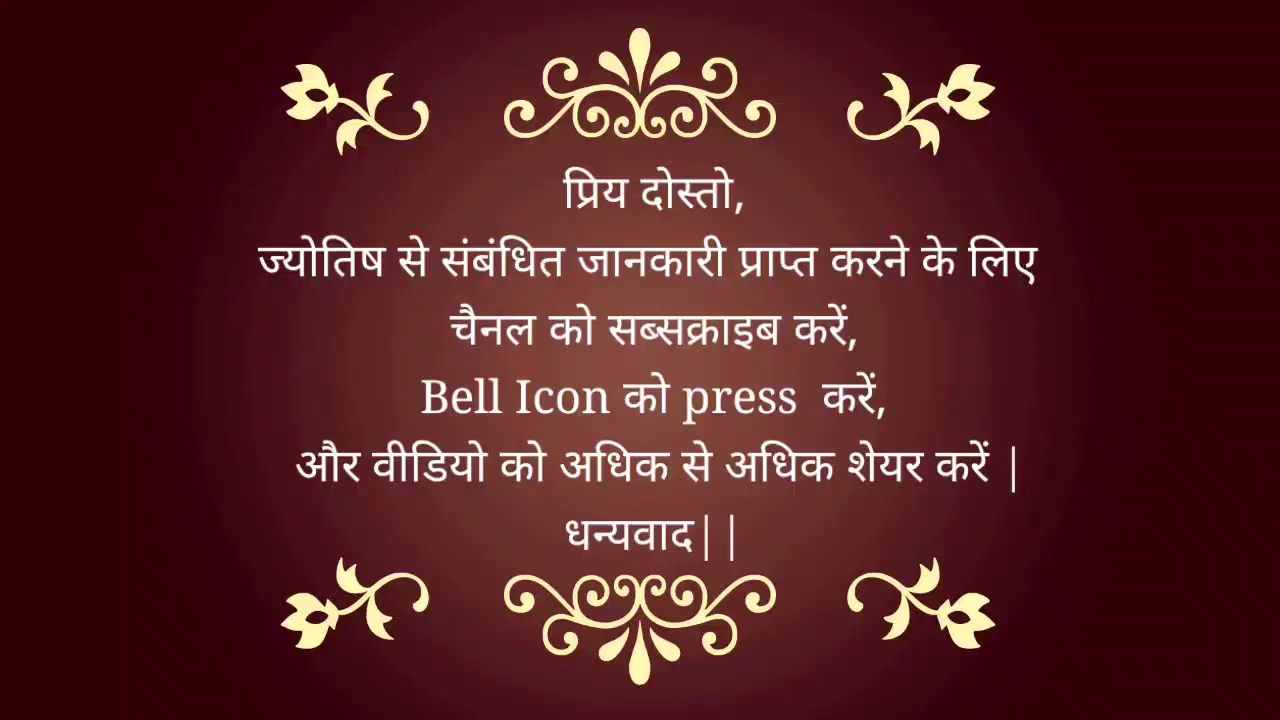 प्रिय दोस्तो,
ज्योतिष से संबंधित जानकारी प्राप्त करने के लिए
चैनल को सब्सक्राइब करें,
Bell Icon को press  करें,
और वीडियो को अधिक से अधिक शेयर करें |
धन्यवाद||